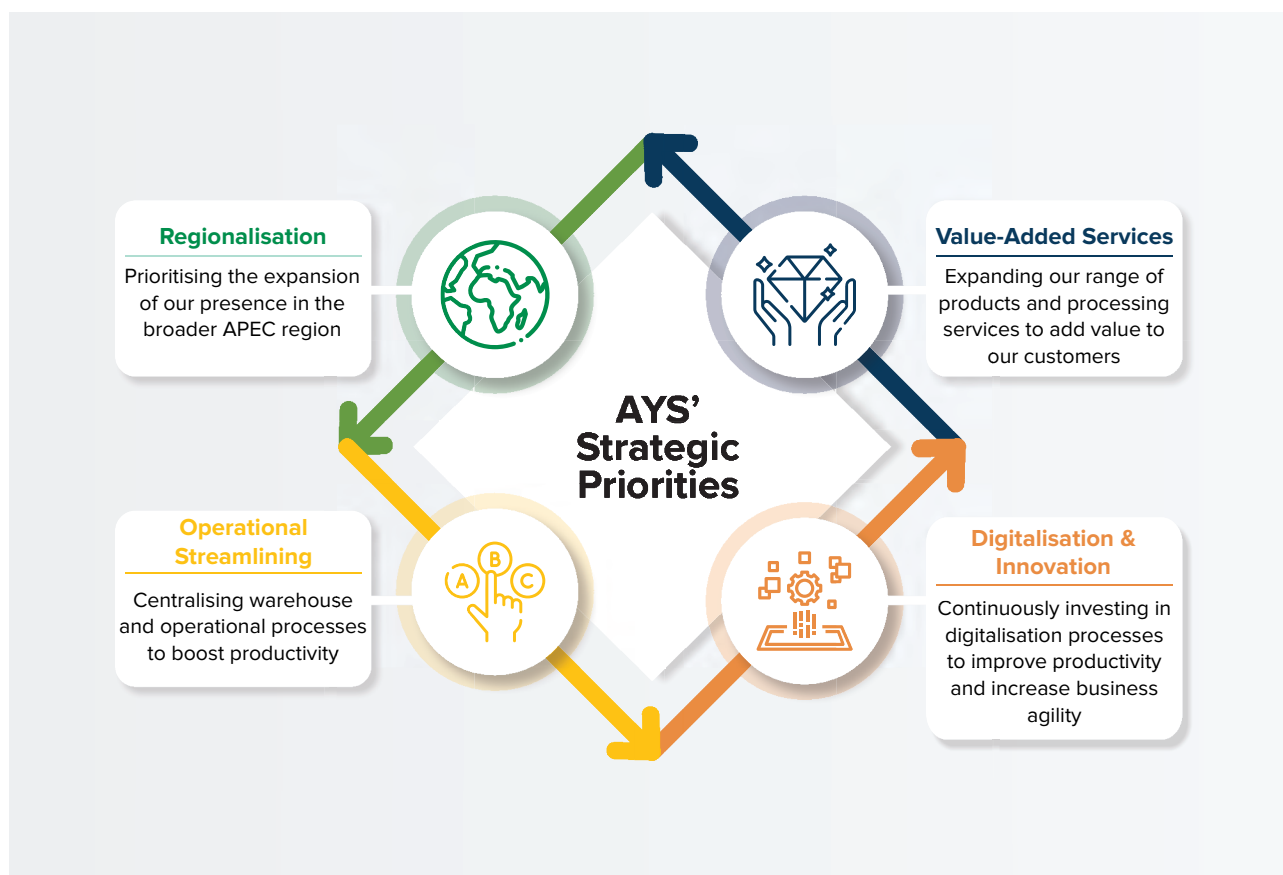 Regionalisation
Prioritising the expansion
of our presence in the
broader APEC region
Value-Added Services
Expanding our range of
products and processing
services to add value to
our customers
AYS’
Strategic
Priorities
Operational
Streamlining
Centralising warehouse
and operational processes
to boost productivity
A
B
C
Digitalisation &
Innovation
Continuously investing in
digitalisation processes
to improve productivity
and increase business
agility